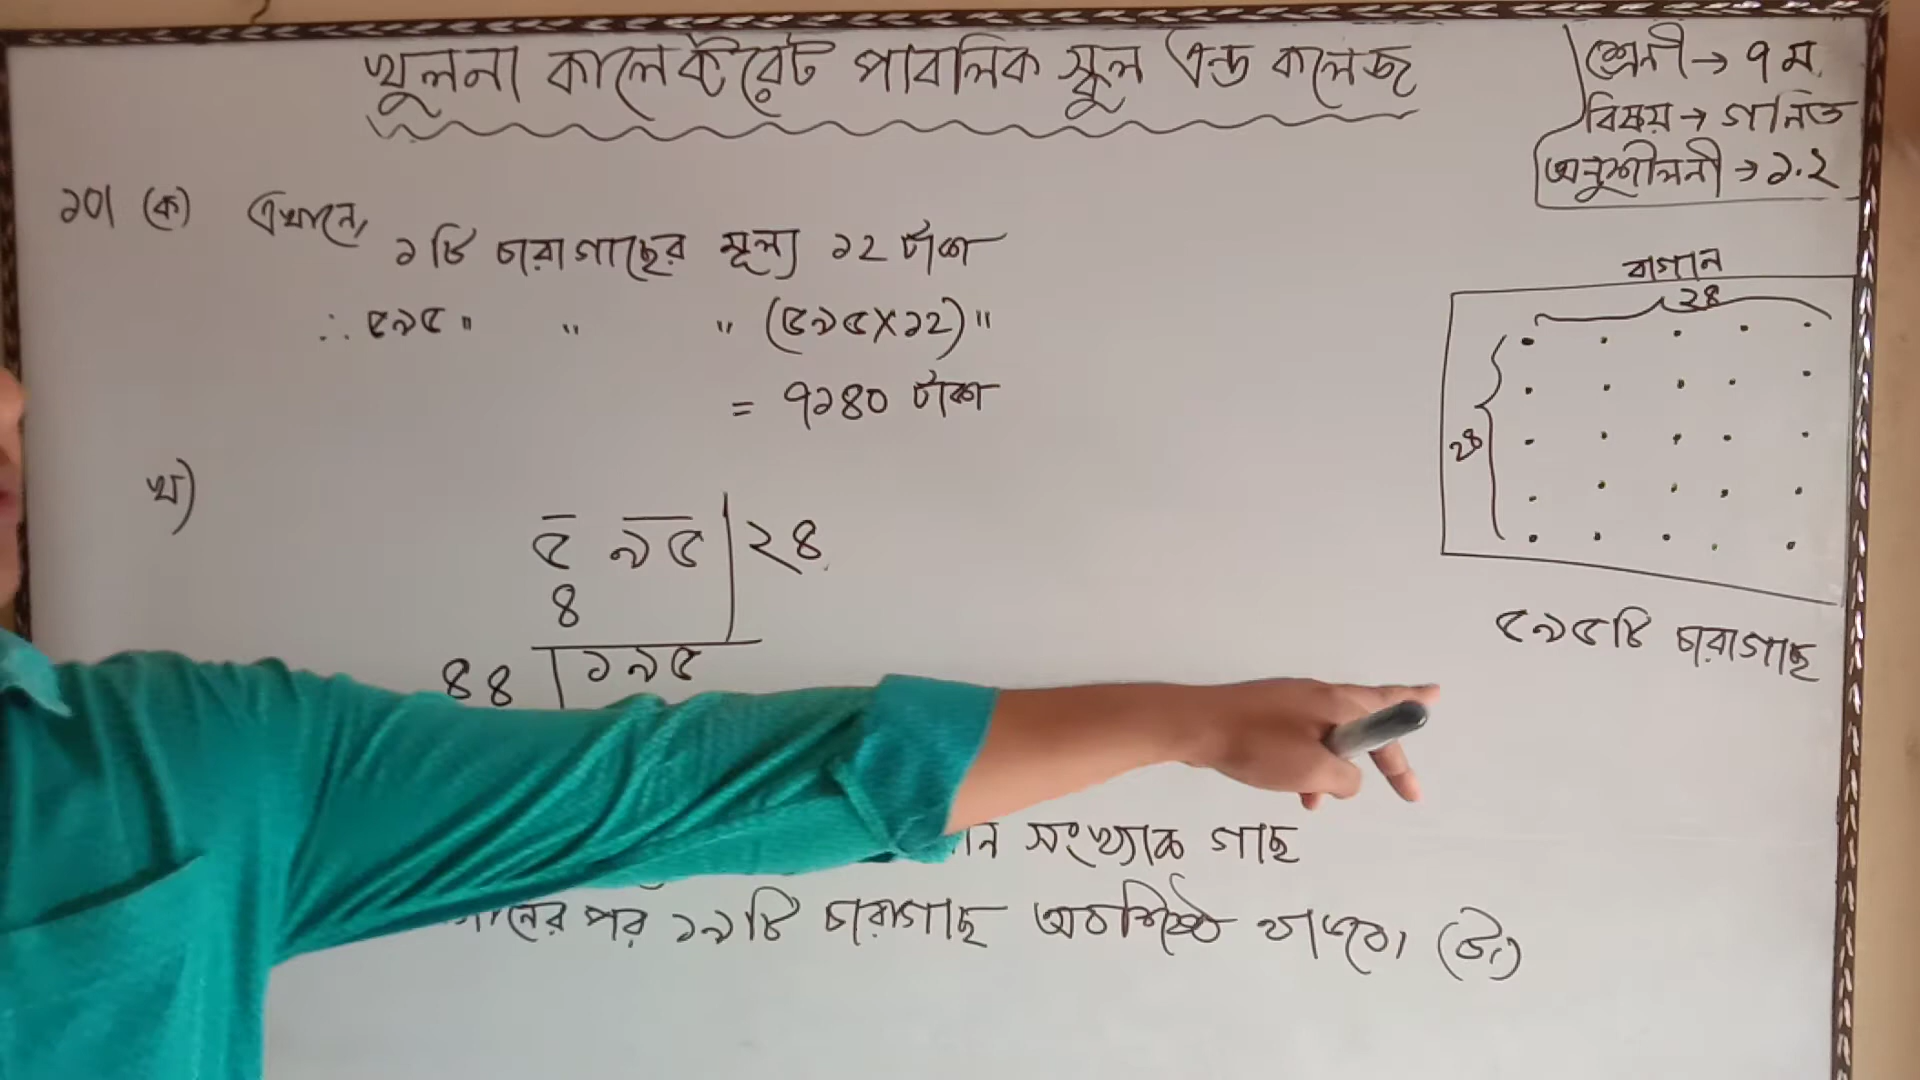 খুলনা কালেক্টরেট পাবলিক স্কুল এন্ড কলেজ
শ্রেনী → ৭ম
বিষয় → গনিত
অনুশীলনী → ১.২
১০। (ক) এখানে,
১টি চারাগাছের মূল্য ১২ টাকা
∴ ৫৯৫ " " " (৫৯৫×১২) "
= ৭১৪০ টাকা
খ)
৫ ৯৫ | ২৪
৪
৪৪ | ১৯৫
বাগান
২৪
২৪
৫৯৫টি চারাগাছ
সংখ্যক গাছ
পর ১৯টি চারাগাছ অবশিষ্ট থাকবে। (উ:)